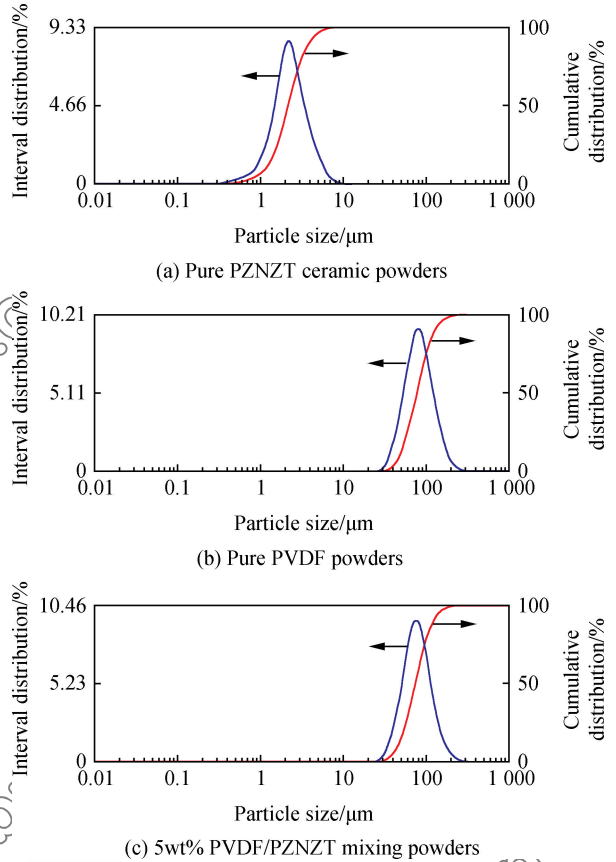 Interval distribution/%
9.33
4.66
0
100
50
0
Cumulative
distribution/%
0.01 0.1 1 10 100 1 000
Particle size/μm
(a) Pure PZNZT ceramic powders
Interval distribution/%
10.21
5.11
0
100
50
0
Cumulative
distribution/%
0.01 0.1 1 10 100 1 000
Particle size/μm
(b) Pure PVDF powders
Interval distribution/%
10.46
5.23
0
100
50
0
Cumulative
distribution/%
0.01 0.1 1 10 100 1 000
Particle size/μm
(c) 5wt% PVDF/PZNZT mixing powders